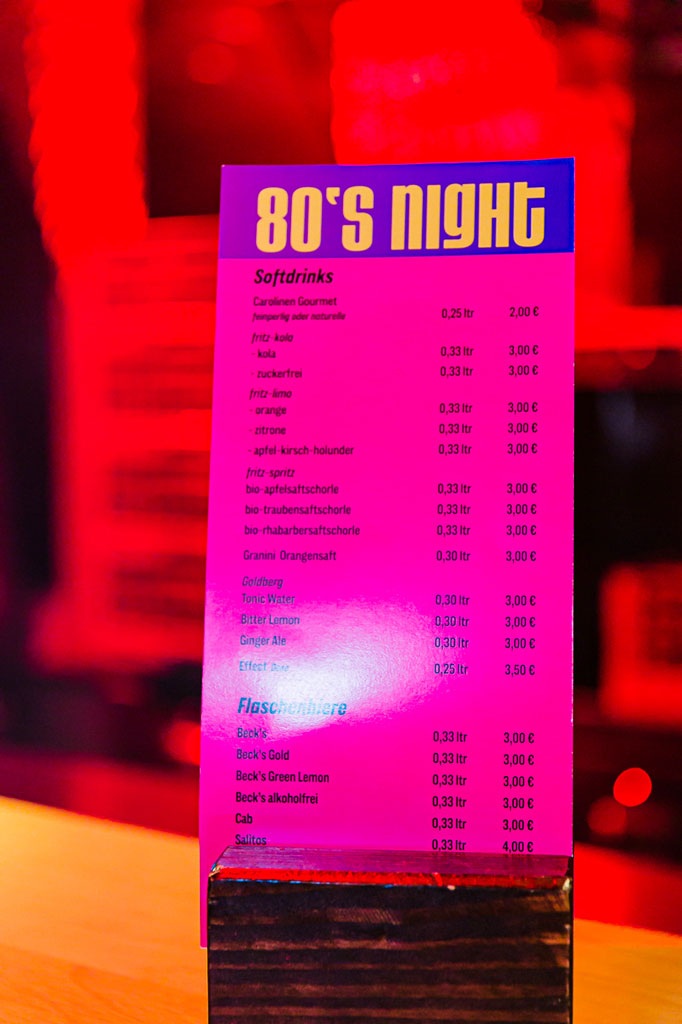 80's night
Softdrinks
Carolinen Gourmet
feinperlig oder naturelle 0,25 ltr 2,00 €
fritz-kola
- kola 0,33 ltr 3,00 €
- zuckerfrei 0,33 ltr 3,00 €
fritz-limo
- orange 0,33 ltr 3,00 €
- zitrone 0,33 ltr 3,00 €
- apfel-kirsch-holunder 0,33 ltr 3,00 €
fritz-spritz
bio-apfelsaftschorle 0,33 ltr 3,00 €
bio-traubensaftschorle 0,33 ltr 3,00 €
bio-rhabarbersaftschorle 0,33 ltr 3,00 €
Granini Orangensaft 0,30 ltr 3,00 €
Goldberg
Tonic Water 0,30 ltr 3,00 €
Bitter Lemon 0,30 ltr 3,00 €
Ginger Ale 0,30 ltr 3,00 €
Effect 0,25 ltr 3,50 €
Flaschenbiere
Beck's 0,33 ltr 3,00 €
Beck's Gold 0,33 ltr 3,00 €
Beck's Green Lemon 0,33 ltr 3,00 €
Beck's alkoholfrei 0,33 ltr 3,00 €
Cab 0,33 ltr 3,00 €
Salitos 0,33 ltr 4,00 €